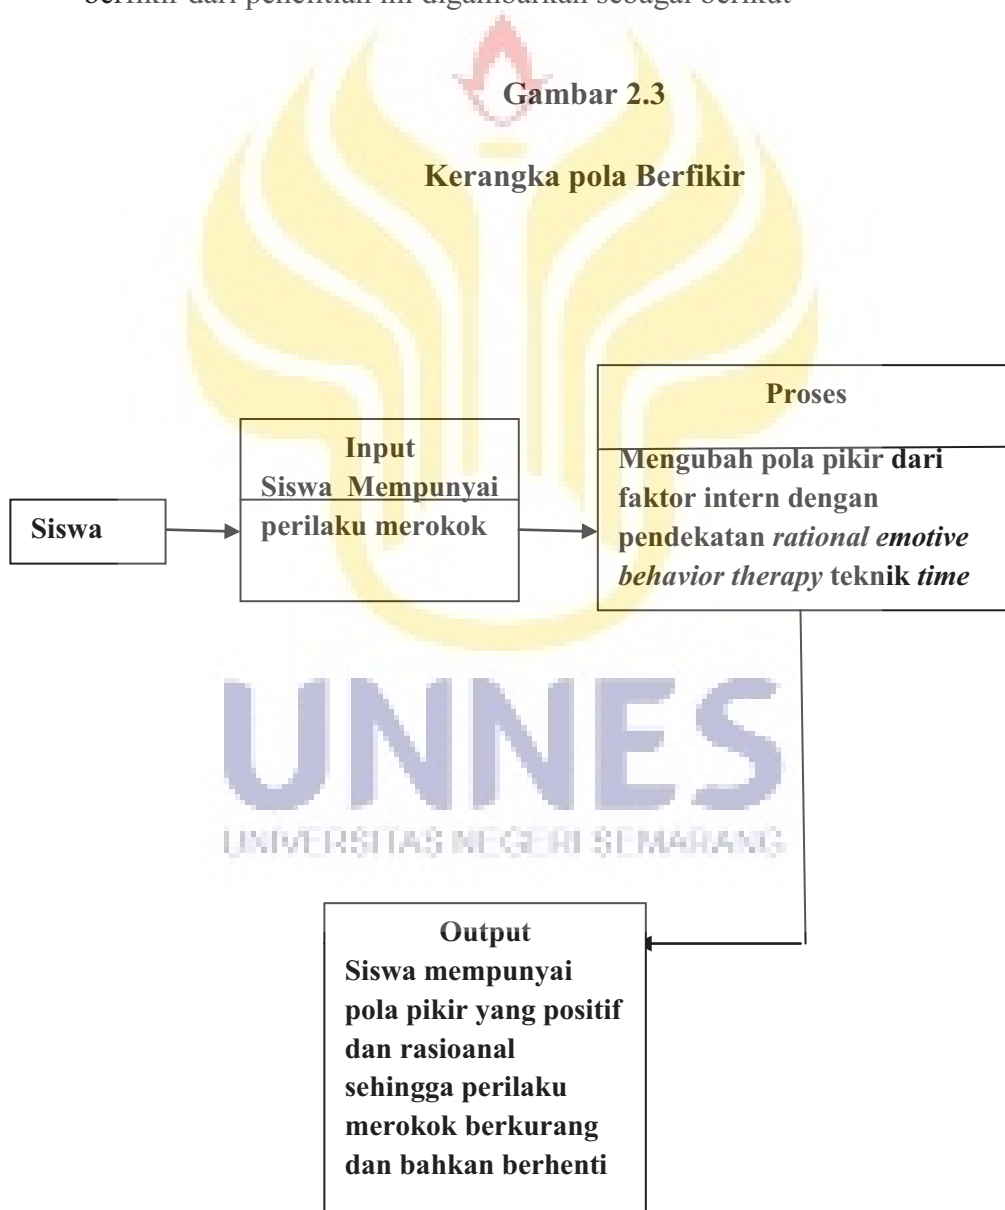 berfikir dari penelitian ini digambarkan sebagai berikut
Gambar 2.3
Kerangka pola Berfikir
Siswa
Input
Siswa Mempunyai
perilaku merokok
Proses
Mengubah pola pikir dari
faktor intern dengan
pendekatan rational emotive
behavior therapy teknik time
UNNES
UNIVERSITAS NEGERI SEMARANG
Output
Siswa mempunyai
pola pikir yang positif
dan rasioanal
sehingga perilaku
merokok berkurang
dan bahkan berhenti